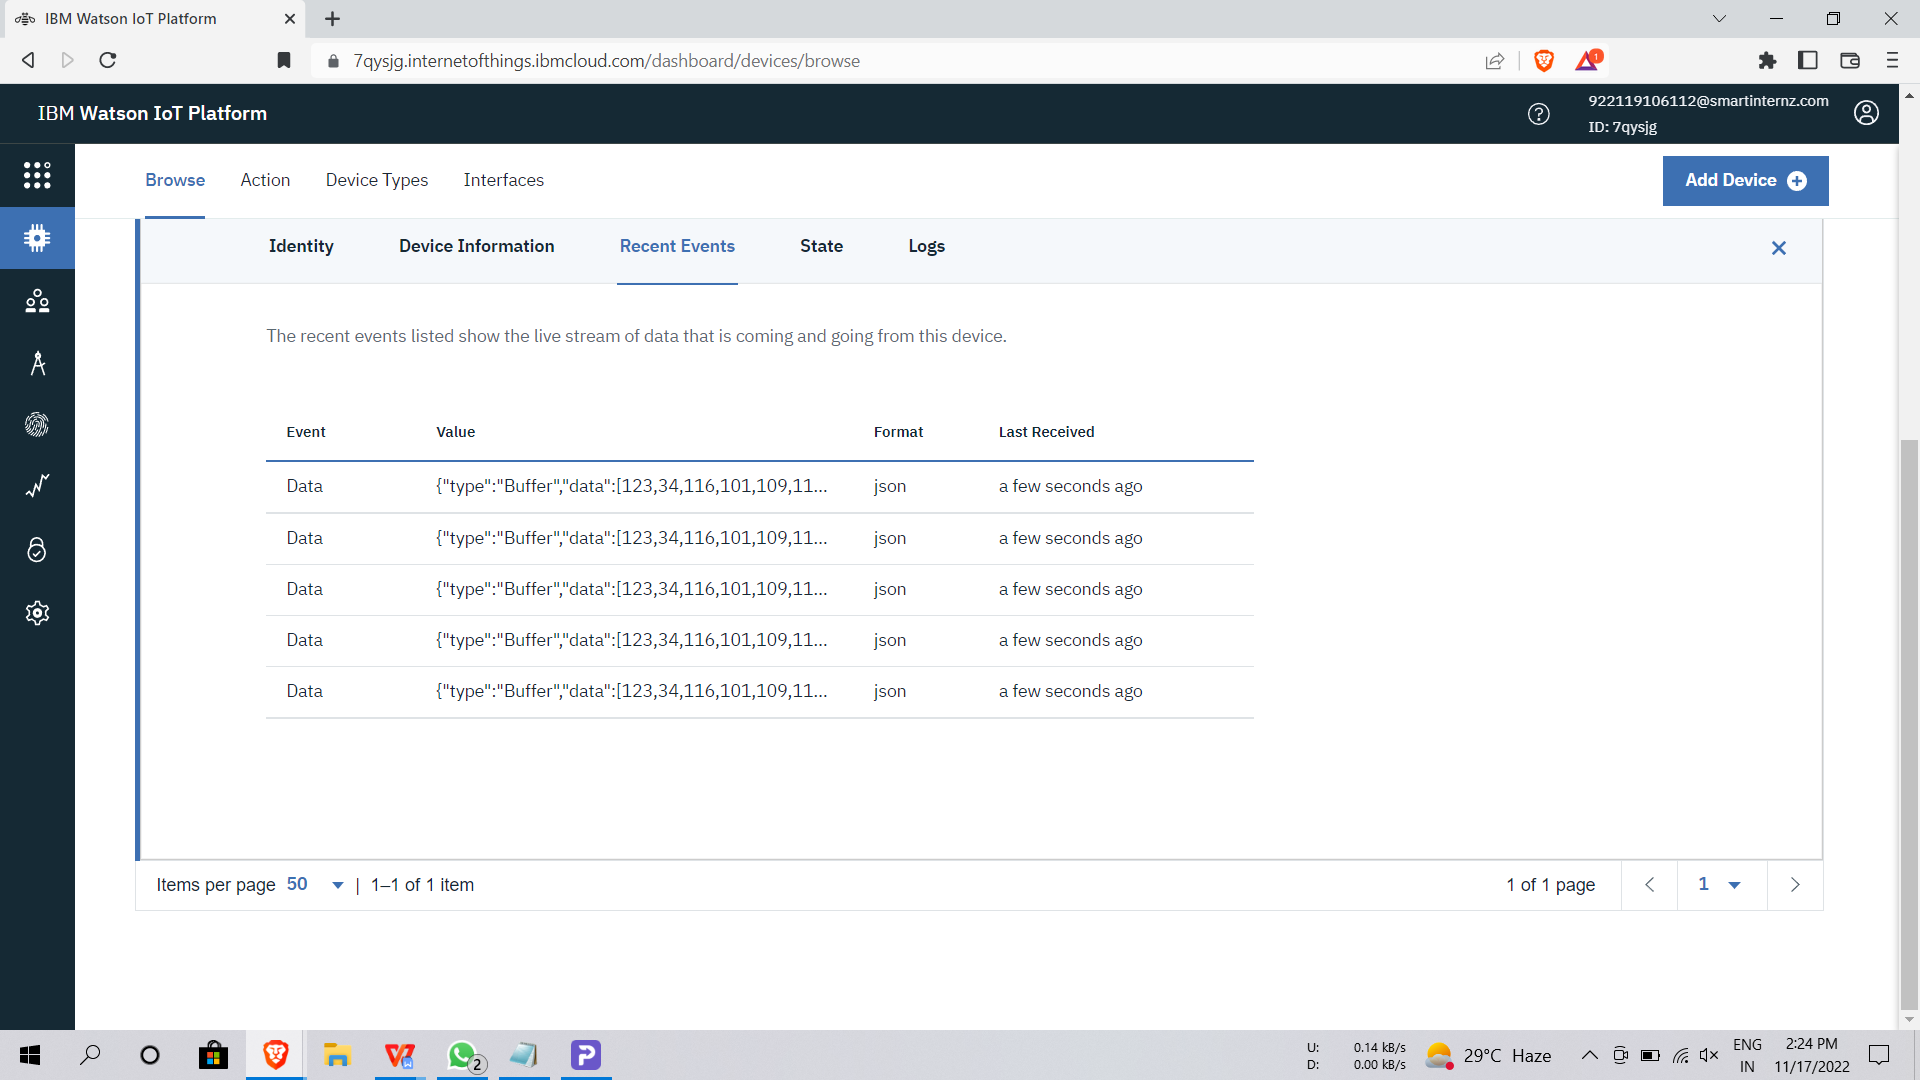 IBM Watson IoT Platform
7qysjg.internetofthings.ibmcloud.com/dashboard/devices/browse
1
IBM Watson IoT Platform
922119106112@smartinternz.com
ID: 7qysjg
Browse Action Device Types Interfaces
Add Device
Identity Device Information Recent Events State Logs
The recent events listed show the live stream of data that is coming and going from this device.
Event Value Format Last Received
Data {"type":"Buffer","data":[123,34,116,101,109,11... json a few seconds ago
Data {"type":"Buffer","data":[123,34,116,101,109,11... json a few seconds ago
Data {"type":"Buffer","data":[123,34,116,101,109,11... json a few seconds ago
Data {"type":"Buffer","data":[123,34,116,101,109,11... json a few seconds ago
Data {"type":"Buffer","data":[123,34,116,101,109,11... json a few seconds ago
Items per page 50 | 1–1 of 1 item 1 of 1 page 1
2
U: 0.14 kB/s
D: 0.00 kB/s
29°C Haze
ENG
IN
2:24 PM
11/17/2022